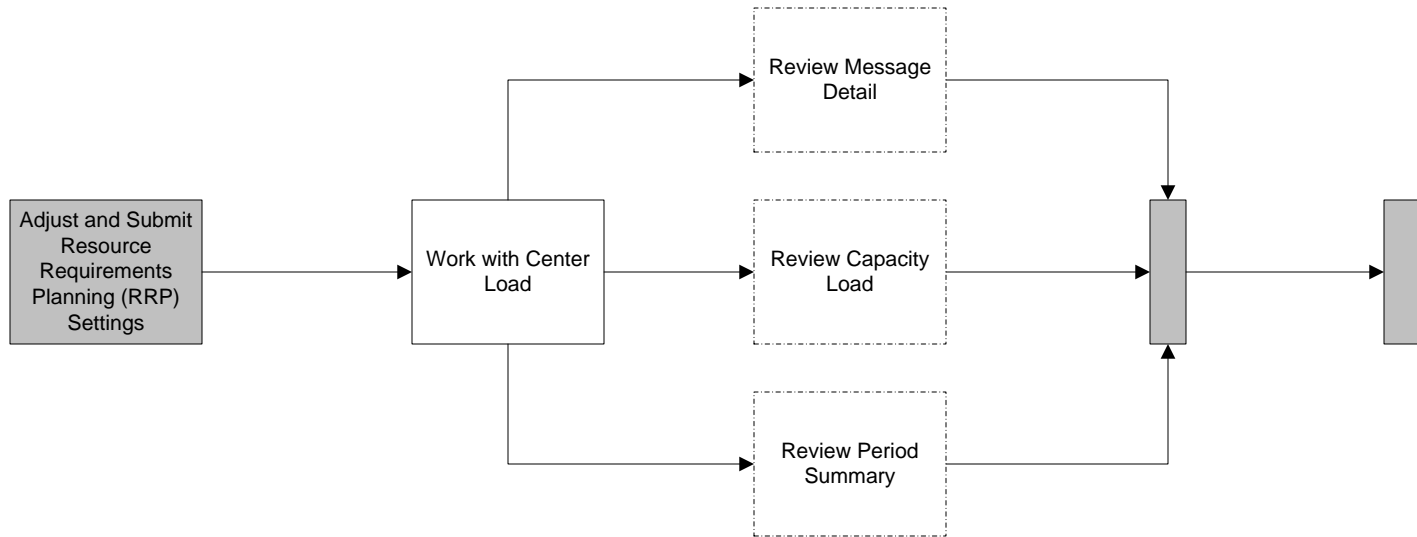 Adjust and Submit
Resource
Requirements
Planning (RRP)
Settings
Work with Center
Load
Review Message
Detail
Review Capacity
Load
Review Period
Summary